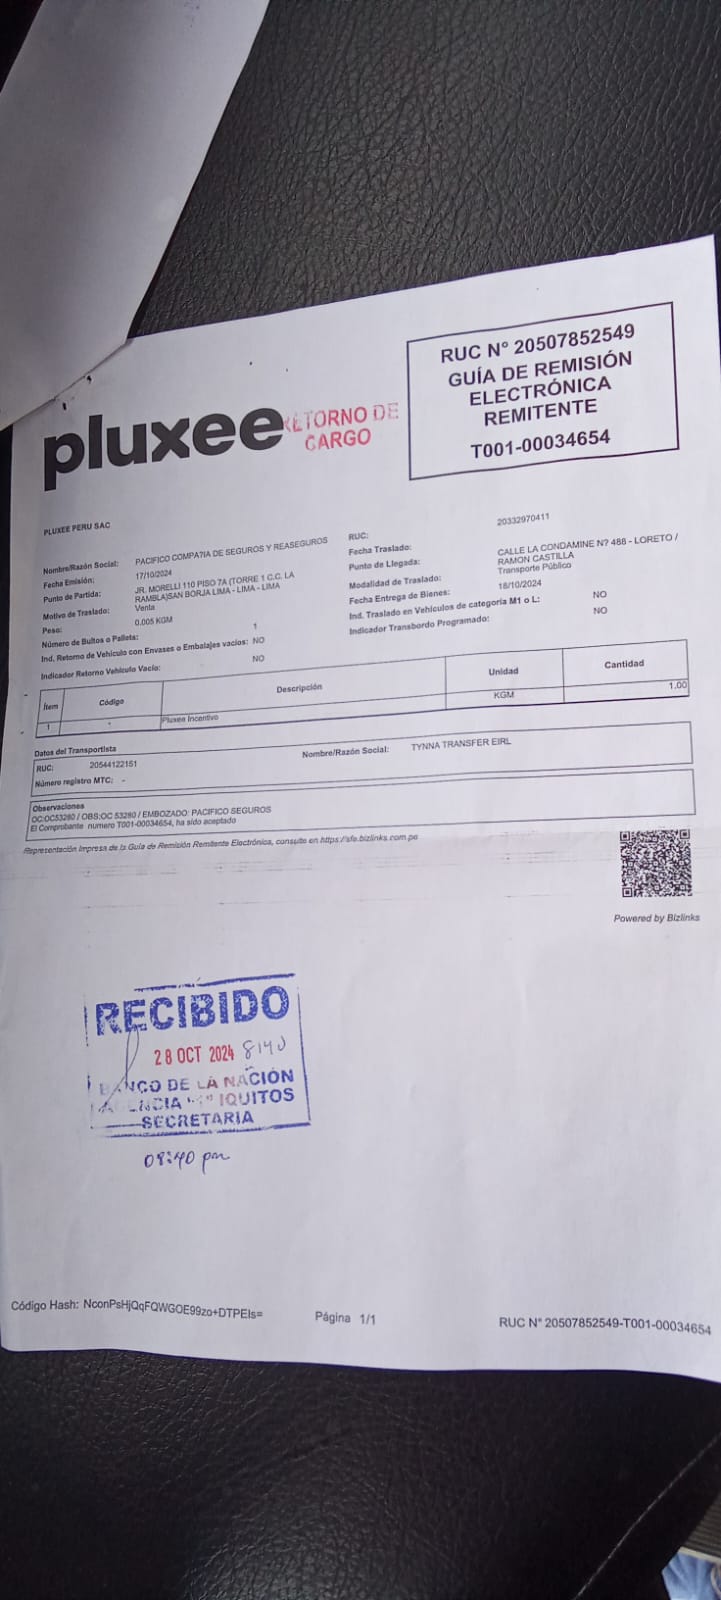 RUC N° 20507852549
GUÍA DE REMISIÓN
ELECTRÓNICA
REMITENTE
T001-00034654
pluxee
RETORNO DE
CARGO
PLUXEE PERU SAC
Nombre/Razón Social: PACIFICO COMPA?IA DE SEGUROS Y REASEGUROS
Fecha Emisión: 17/10/2024
Punto de Partida: JR. MORELLI 110 PISO 7A (TORRE 1 C.C. LA
RAMBLA)SAN BORJA LIMA - LIMA - LIMA
Motivo de Traslado: Venta
Peso: 0.005 KGM
Número de Bultos o Pallets: 1
Ind. Retorno de Vehículo con Envases o Embalajes vacíos: NO
Indicador Retorno Vehículo Vacío: NO
RUC: 20332970411
Fecha Traslado:
Punto de Llegada: CALLE LA CONDAMINE N? 488 - LORETO /
RAMON CASTILLA
Modalidad de Traslado: Transporte Público
Fecha Entrega de Bienes: 18/10/2024
Ind. Traslado en Vehículos de categoría M1 o L: NO
Indicador Transbordo Programado: NO
Ítem Código Descripción Unidad Cantidad
1 - Pluxee Incentivo KGM 1.00
Datos del Transportista
RUC: 20544122151 Nombre/Razón Social: TYNNA TRANSFER EIRL
Número registro MTC: -
Observaciones
OC:OC53280 / OBS:OC 53280 / EMBOZADO: PACIFICO SEGUROS
El Comprobante numero T001-00034654, ha sido aceptado
Representación Impresa de la Guía de Remisión Remitente Electrónica, consulte en https://sfe.bizlinks.com.pe
Powered by Bizlinks
RECIBIDO
28 OCT 2024
BANCO DE LA NACIÓN
AGENCIA IQUITOS
SECRETARIA
08:40 pm
Código Hash: NconPsHjQqFQWGOE99zo+DTPEIs= Página 1/1 RUC N° 20507852549-T001-00034654